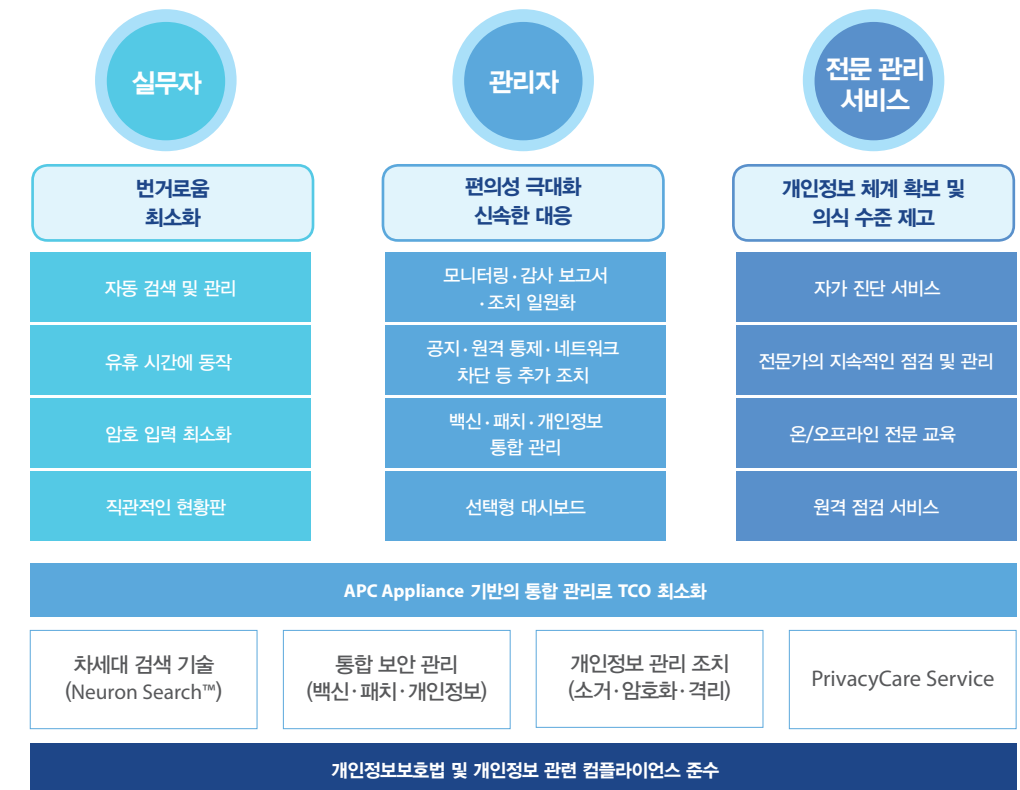 실무자
관리자
전문 관리
서비스
번거로움
최소화
편의성 극대화
신속한 대응
개인정보 체계 확보 및
의식 수준 제고
자동 검색 및 관리
모니터링·감사 보고서
·조치 일원화
자가 진단 서비스
유휴 시간에 동작
공지·원격 통제·네트워크
차단 등 추가 조치
전문가의 지속적인 점검 및 관리
암호 입력 최소화
백신·패치·개인정보
통합 관리
온/오프라인 전문 교육
직관적인 현황판
선택형 대시보드
원격 점검 서비스
APC Appliance 기반의 통합 관리로 TCO 최소화
차세대 검색 기술
(Neuron Search™)
통합 보안 관리
(백신·패치·개인정보)
개인정보 관리 조치
(소거·암호화·격리)
PrivacyCare Service
개인정보보호법 및 개인정보 관련 컴플라이언스 준수